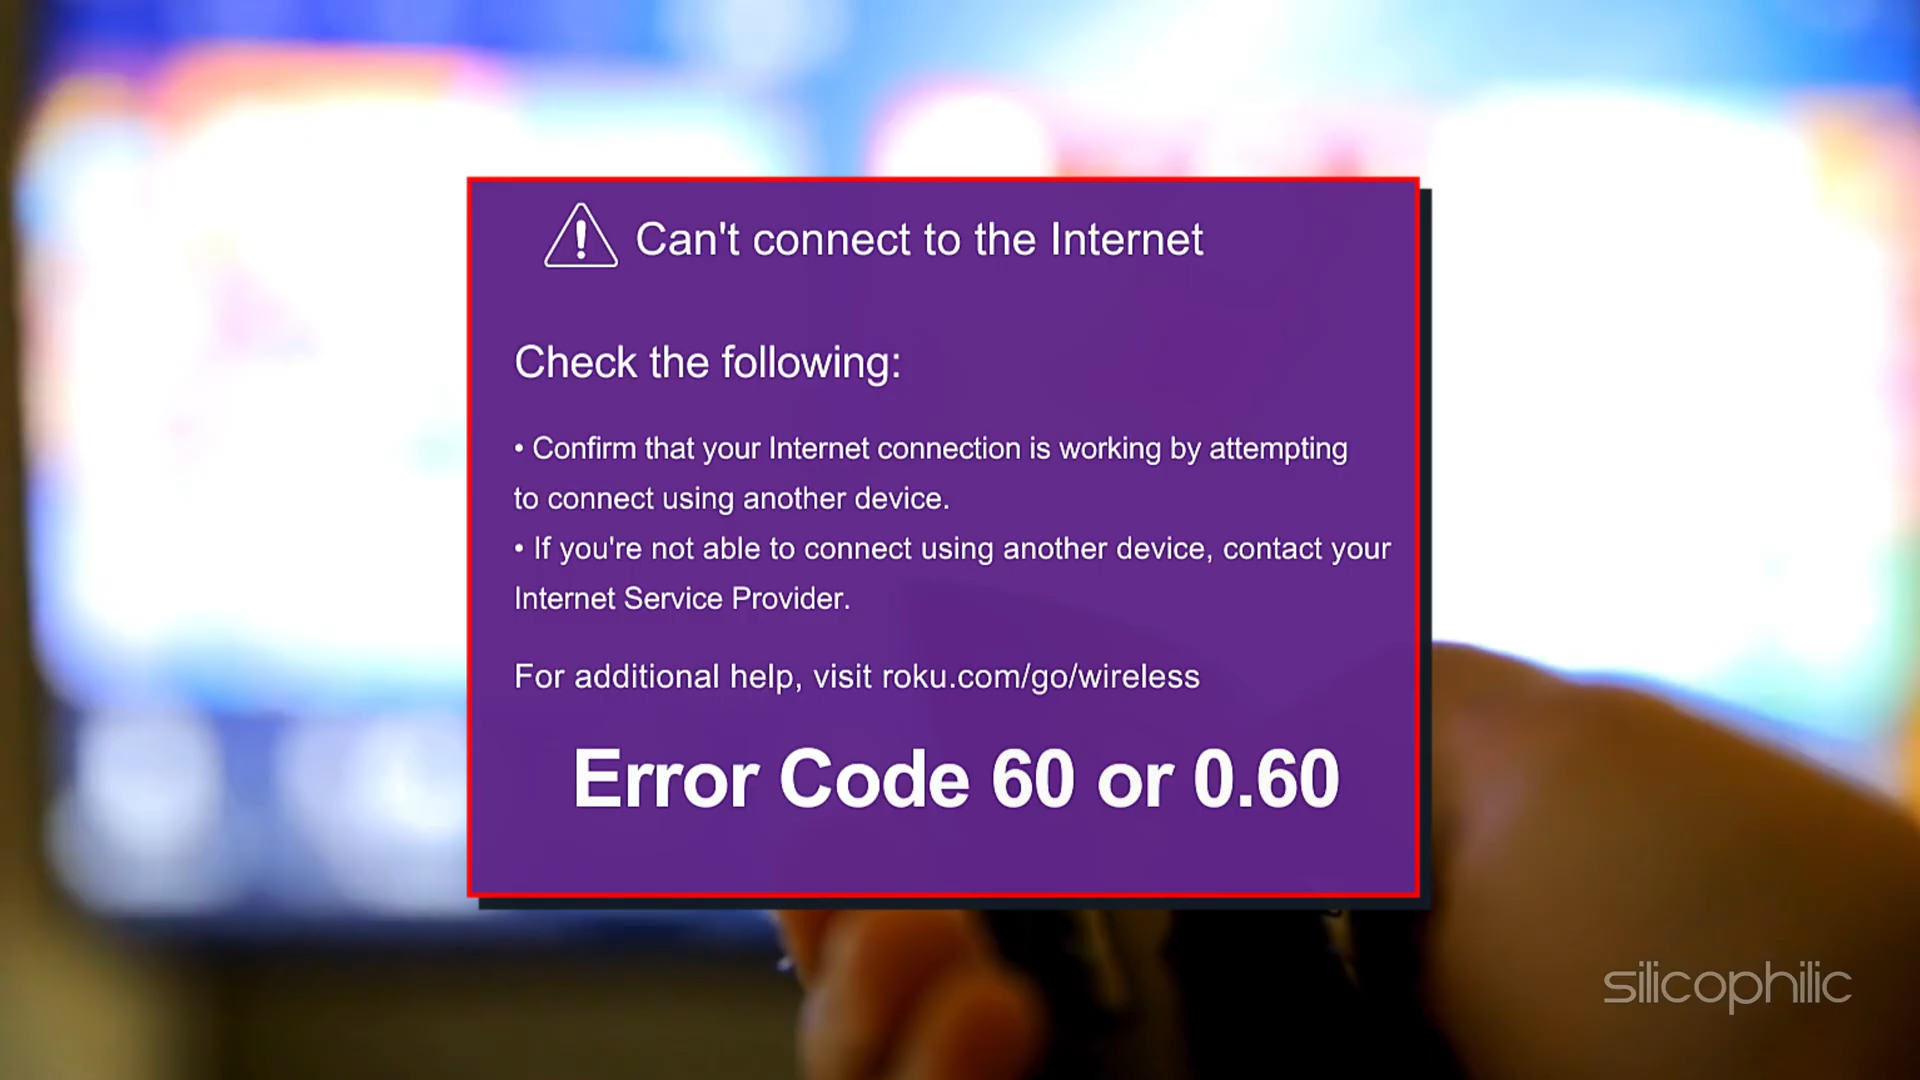 Can't connect to the Internet
Check the following:
• Confirm that your Internet connection is working by attempting
to connect using another device.
• If you're not able to connect using another device, contact your
Internet Service Provider.
For additional help, visit roku.com/go/wireless
Error Code 60 or 0.60
silicophilic